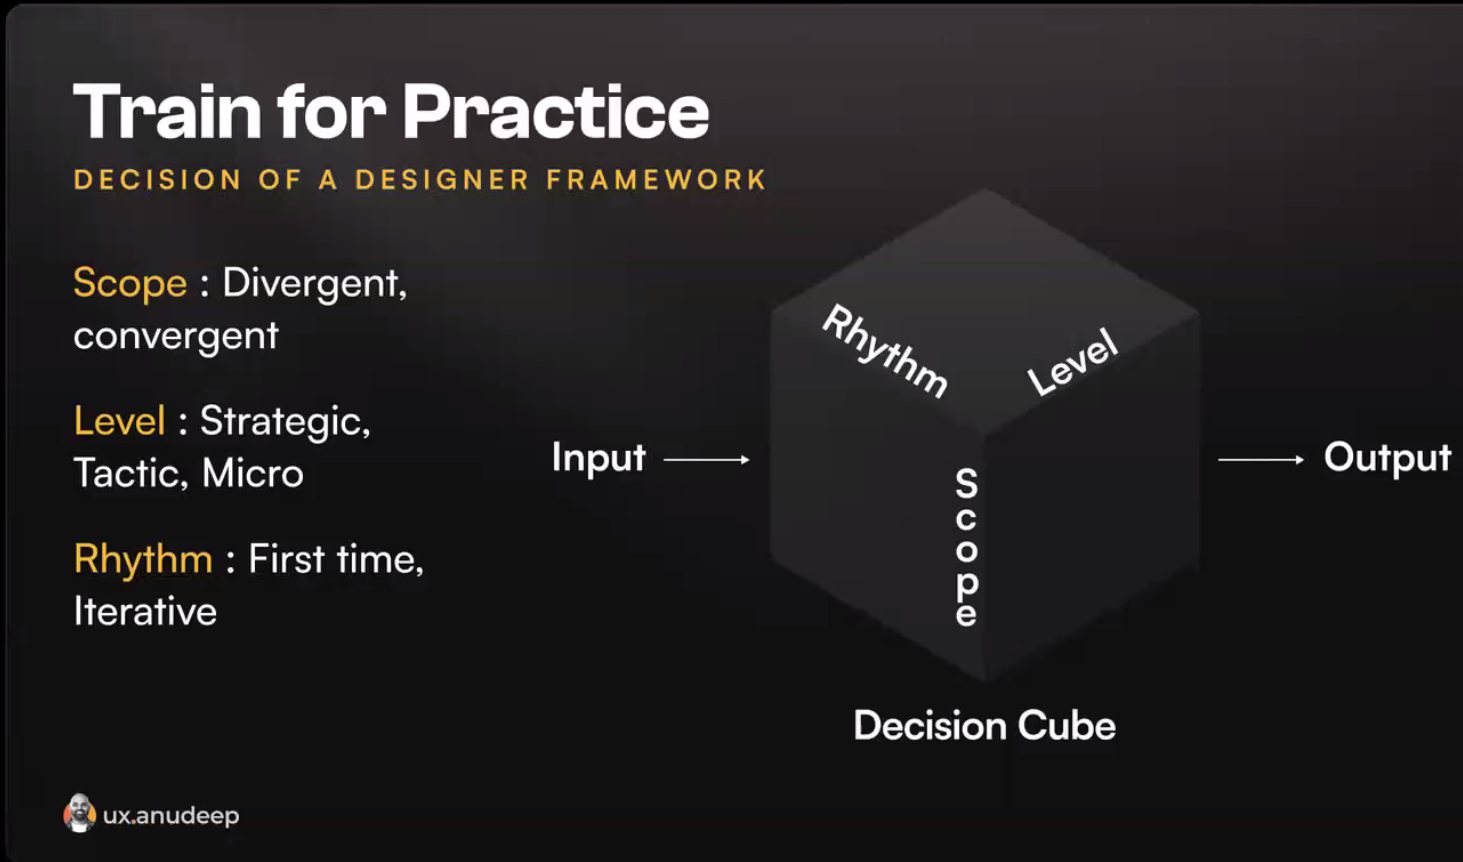 Train for Practice
DECISION OF A DESIGNER FRAMEWORK
Scope : Divergent,
convergent
Level : Strategic,
Tactic, Micro
Rhythm : First time,
Iterative
Input
Rhythm
Level
Scope
Output
Decision Cube
ux.anudeep